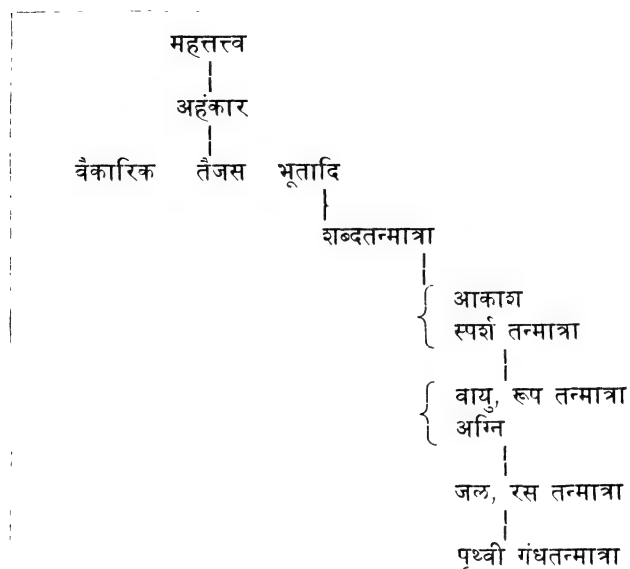 महत्तत्त्व
अहंकार
वैकारिक तैजस भूतादि
शब्दतन्मात्रा
आकाश
स्पर्श तन्मात्रा
वायु, रूप तन्मात्रा
अग्नि
जल, रस तन्मात्रा
पृथ्वी गंधतन्मात्रा